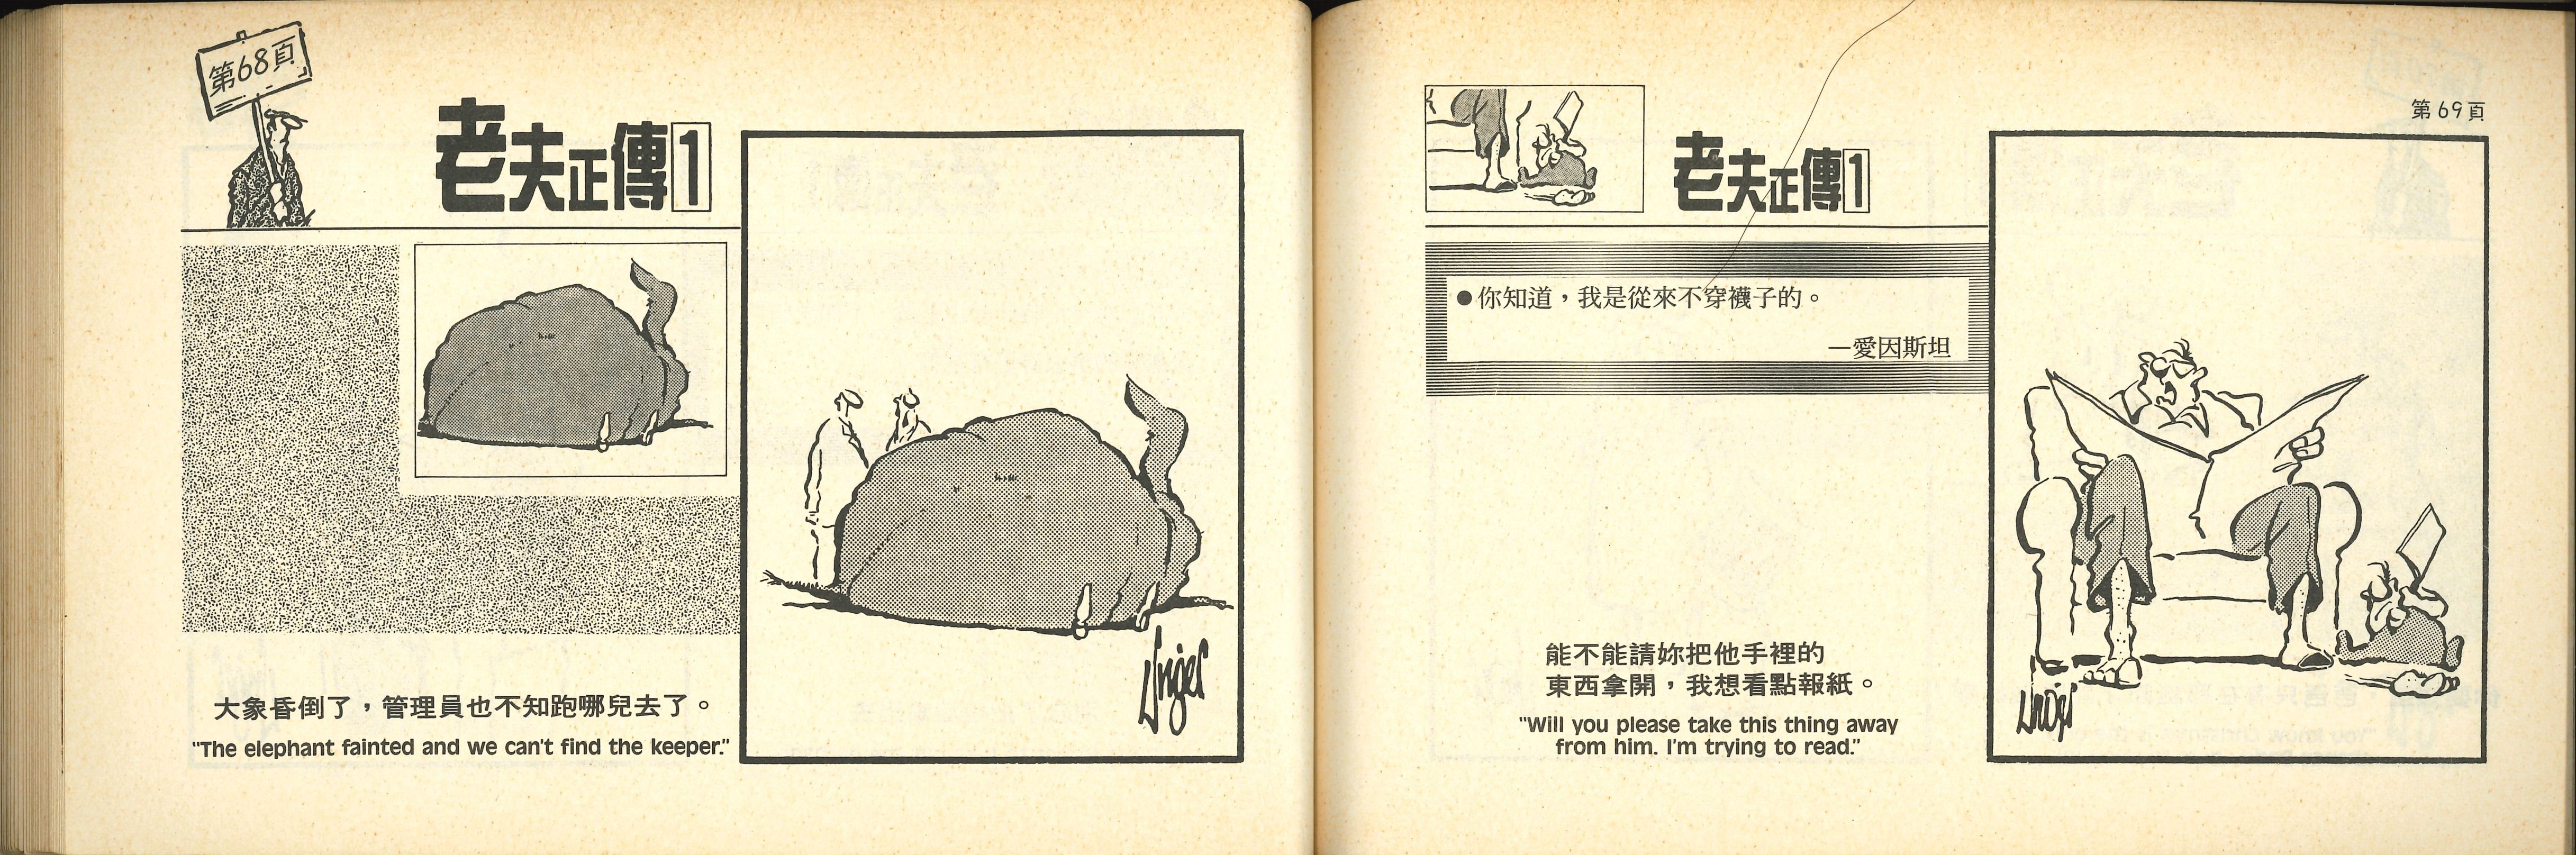 第68頁
老夫正傳1
大象昏倒了，管理員也不知跑哪兒去了。
"The elephant fainted and we can't find the keeper."
Unger
第69頁
老夫正傳1
●你知道，我是從來不穿襪子的。
—愛因斯坦
能不能請妳把他手裡的
東西拿開，我想看點報紙。
"Will you please take this thing away
from him. I'm trying to read."
Unger